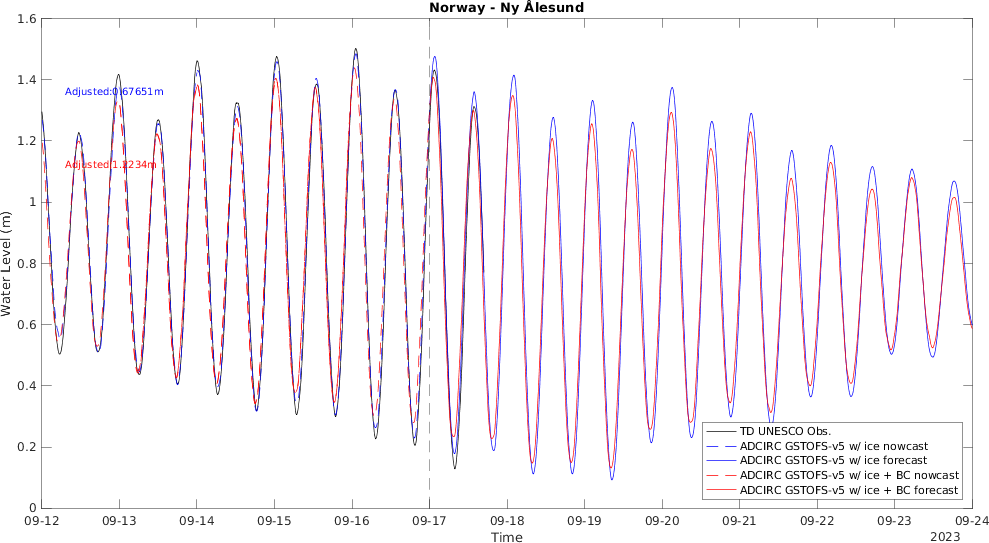 Norway - Ny Ålesund
1.6
1.4
1.2
1
0.8
0.6
0.4
0.2
0
Water Level (m)
Adjusted:0.67651m
Adjusted:1.2234m
TD UNESCO Obs.
ADCIRC GSTOFS-v5 w/ ice nowcast
ADCIRC GSTOFS-v5 w/ ice forecast
ADCIRC GSTOFS-v5 w/ ice + BC nowcast
ADCIRC GSTOFS-v5 w/ ice + BC forecast
09-12 09-13 09-14 09-15 09-16 09-17 09-18 09-19 09-20 09-21 09-22 09-23 09-24
Time
2023